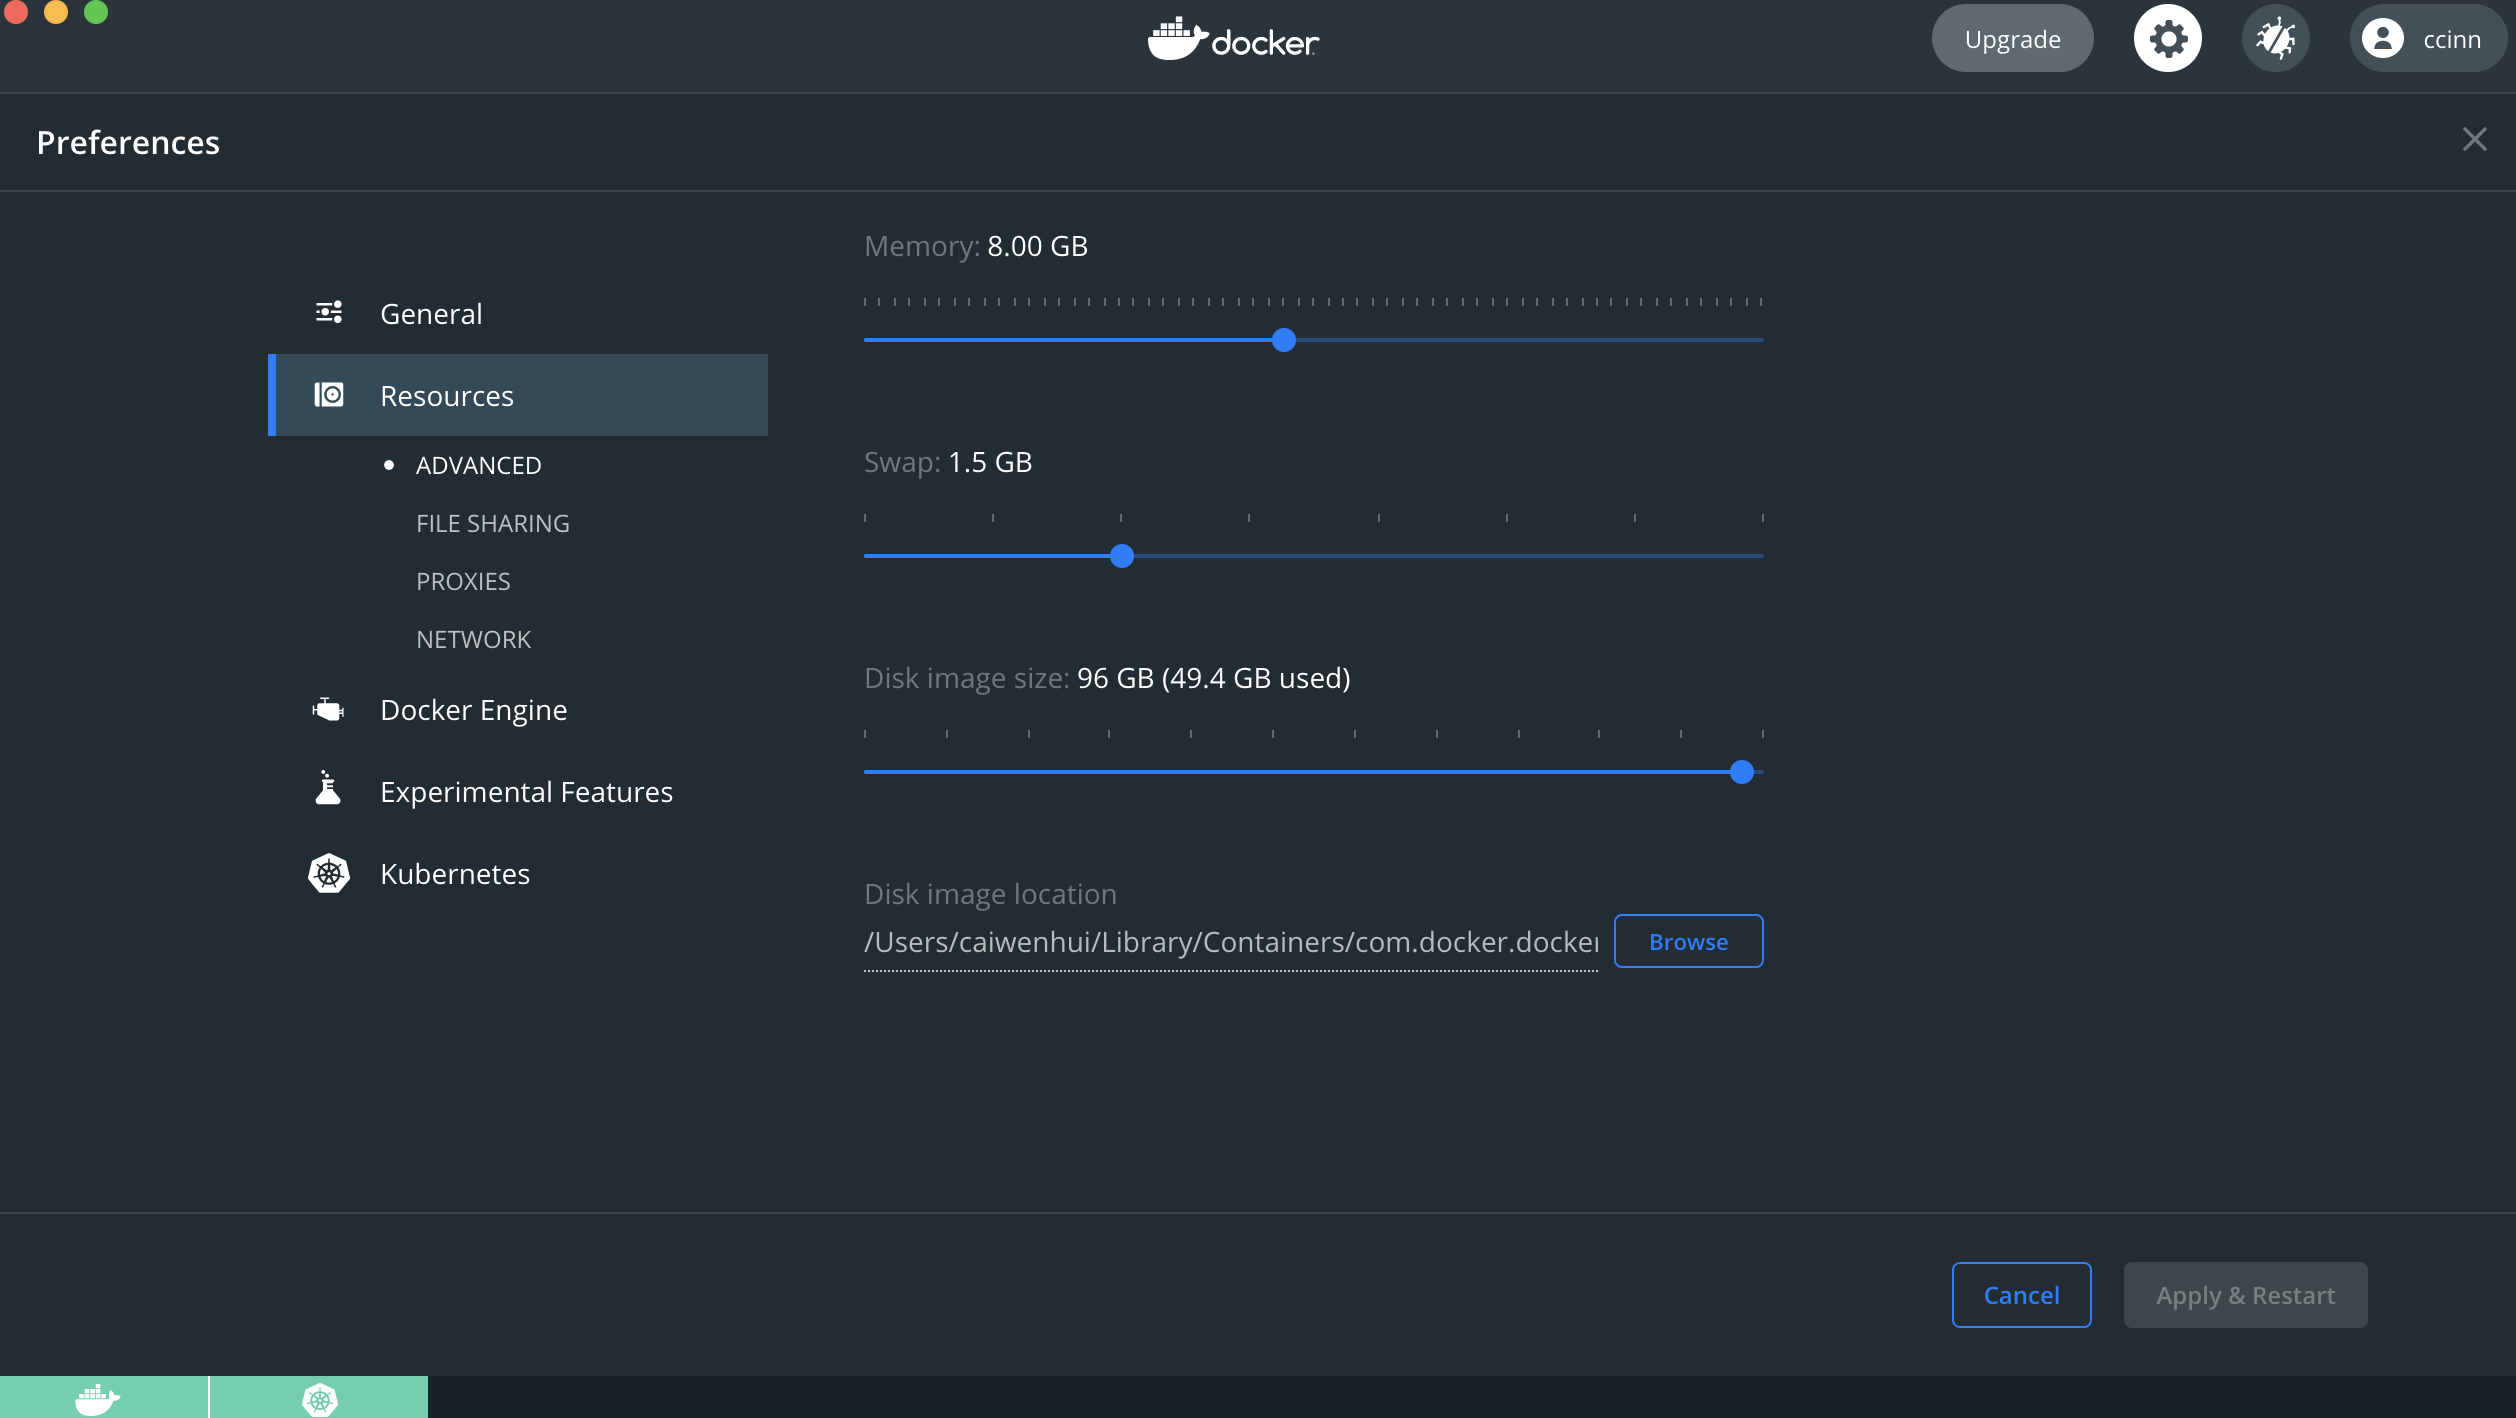 docker
Upgrade
ccinn
Preferences
General
Resources
ADVANCED
FILE SHARING
PROXIES
NETWORK
Docker Engine
Experimental Features
Kubernetes
Memory: 8.00 GB
Swap: 1.5 GB
Disk image size: 96 GB (49.4 GB used)
Disk image location
/Users/caiwenhui/Library/Containers/com.docker.docker
Browse
Cancel
Apply & Restart